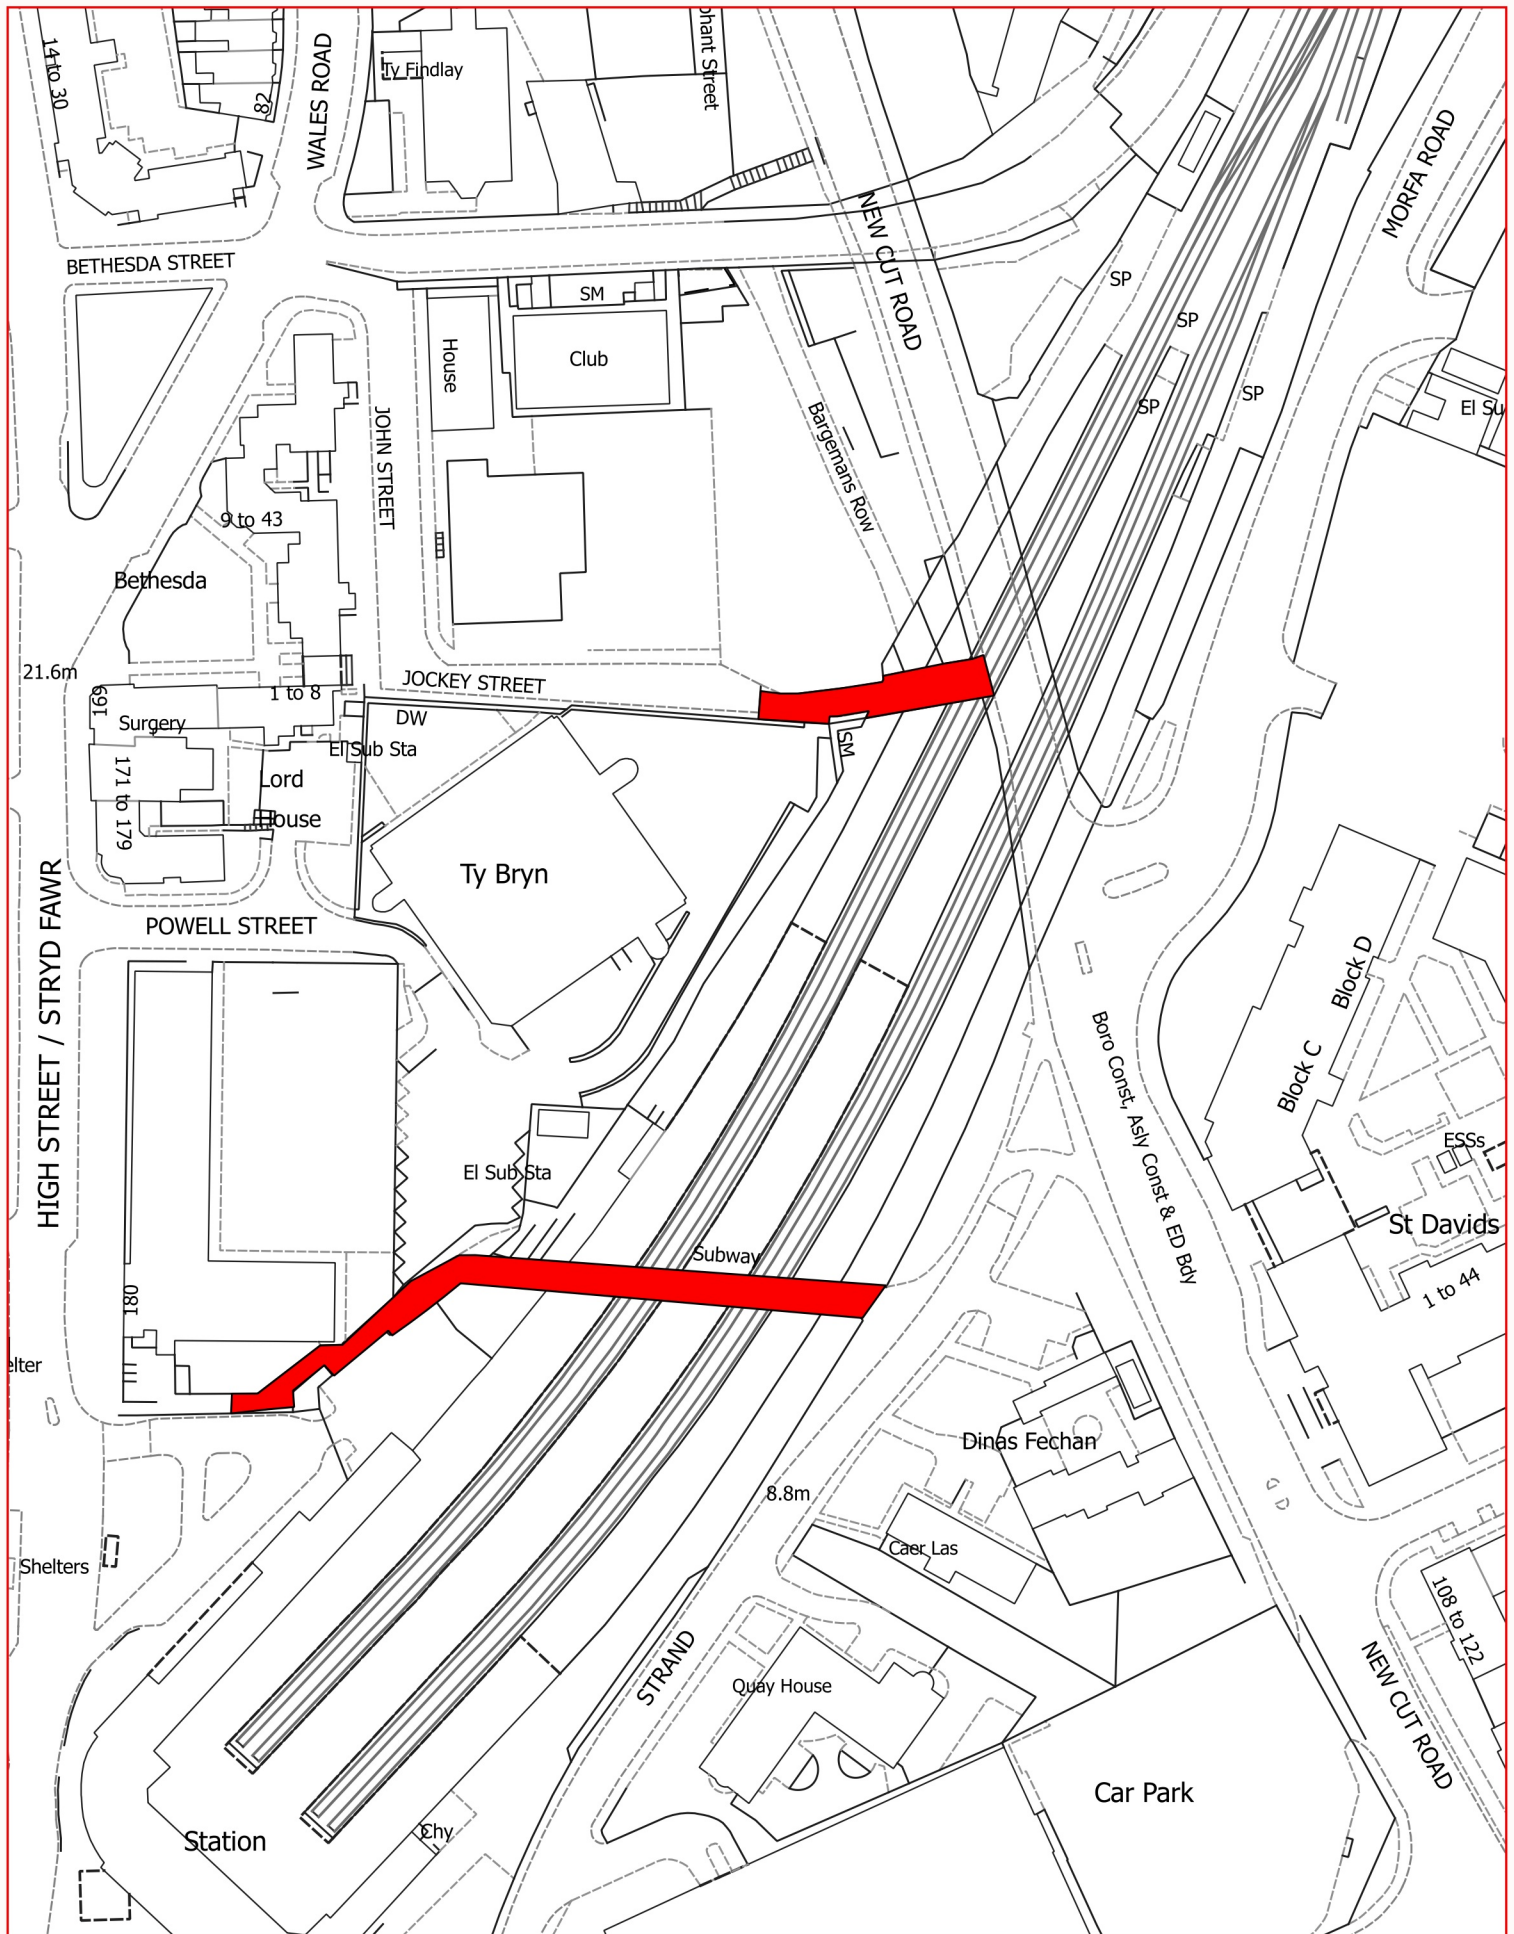 14 to 30
82
WALES ROAD
Ty Findlay
phant Street
NEW CUT ROAD
MORFA ROAD
BETHESDA STREET
SM
SP
SP
SP
SP
House
Club
El Su
JOHN STREET
Bargemans Row
9 to 43
Bethesda
21.6m
169
1 to 8
JOCKEY STREET
Surgery
DW
El Sub Sta
SM
171 to 179
Lord
House
Ty Bryn
HIGH STREET / STRYD FAWR
POWELL STREET
Block D
Block C
Boro Const, Asly Const & ED Bdy
ESSs
El Sub Sta
St Davids
Subway
1 to 44
180
elter
Dinas Fechan
8.8m
Caer Las
Shelters
108 to 122
STRAND
Quay House
NEW CUT ROAD
Car Park
Station
Chy